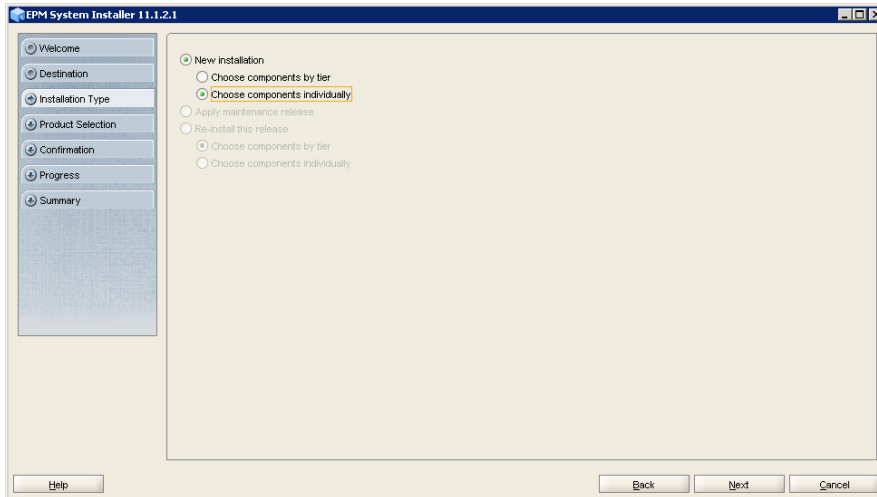 EPM System Installer 11.1.2.1
Welcome
Destination
Installation Type
Product Selection
Confirmation
Progress
Summary
New installation
Choose components by tier
Choose components individually
Apply maintenance release
Re-install this release
Choose components by tier
Choose components individually
Help
Back
Next
Cancel